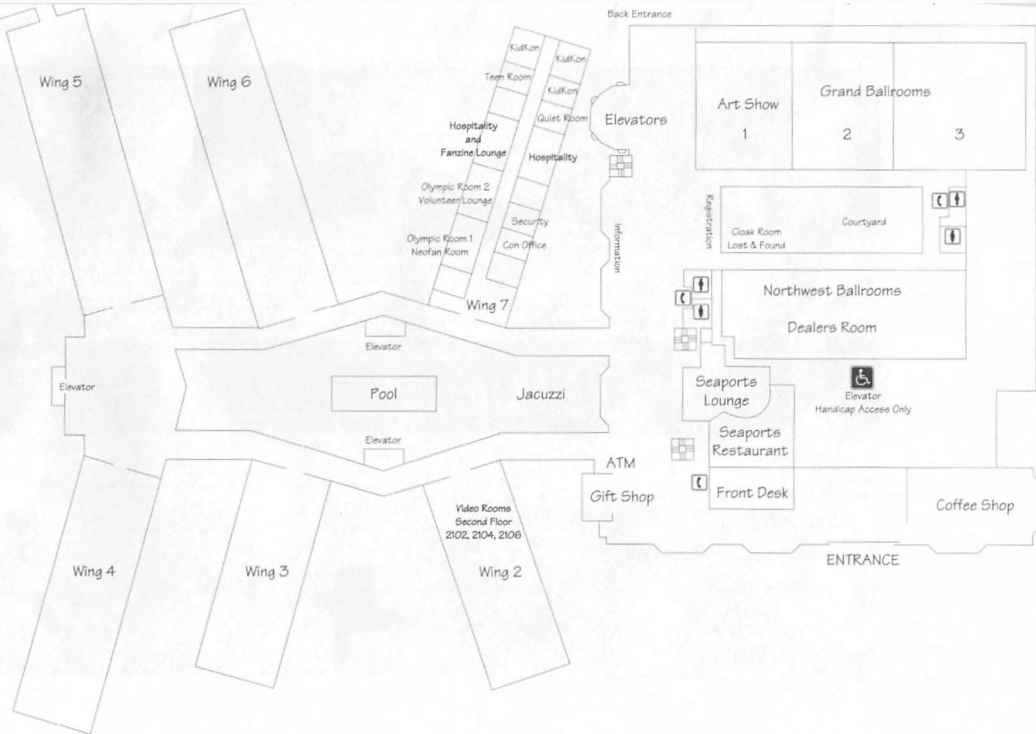 Back Entrance
Wing 5
Wing 6
KidKon
KidKon
Teen Room
KidKon
Quiet Room
Hospitality
and
Fanzine Lounge
Hospitality
Olympic Room 2
Volunteer Lounge
Security
Olympic Room 1
Neofan Room
Con Office
Wing 7
Elevators
Information
Art Show
1
Grand Ballrooms
2
3
Registration
Cloak Room
Lost & Found
Courtyard
Northwest Ballrooms
Dealers Room
Elevator
Elevator
Pool
Jacuzzi
Elevator
Seaports
Lounge
Elevator
Handicap Access Only
Seaports
Restaurant
ATM
Gift Shop
Front Desk
Coffee Shop
ENTRANCE
Video Rooms
Second Floor
2102, 2104, 2106
Wing 4
Wing 3
Wing 2